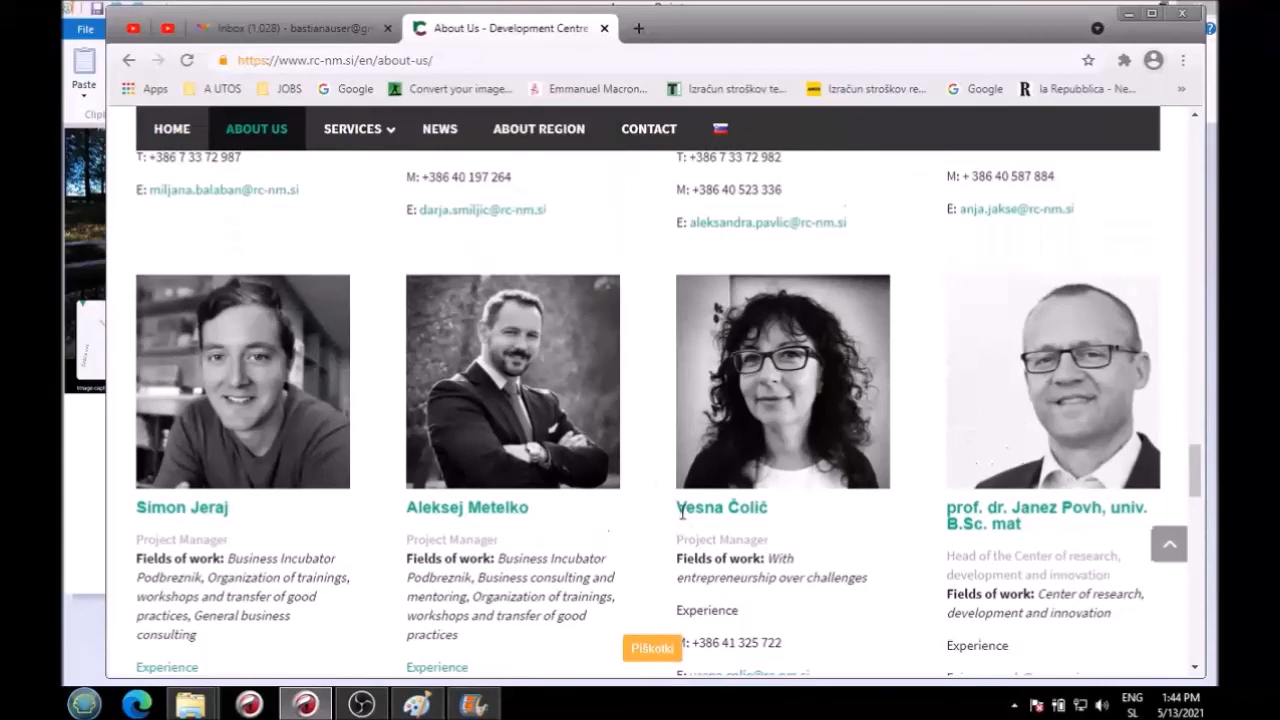 File
Inbox (1,028) - bastianauser@gr
About Us - Development Centre
https://www.rc-nm.si/en/about-us/
Paste
Apps
A UTOS
JOBS
Google
Convert your image...
Emmanuel Macron...
Izračun stroškov te...
Izračun stroškov re...
Google
la Repubblica - Ne...
HOME
ABOUT US
SERVICES
NEWS
ABOUT REGION
CONTACT
T: +386 7 33 72 987
E: miljana.balaban@rc-nm.si
M: +386 40 197 264
E: darja.smiljic@rc-nm.si
T: +386 7 33 72 982
M: +386 40 523 336
E: aleksandra.pavlic@rc-nm.si
M: + 386 40 587 884
E: anja.jakse@rc-nm.si
Simon Jeraj
Project Manager
Fields of work: Business Incubator
Podbreznik, Organization of trainings,
workshops and transfer of good
practices, General business
consulting
Experience
Aleksej Metelko
Project Manager
Fields of work: Business Incubator
Podbreznik, Business consulting and
mentoring, Organization of trainings,
workshops and transfer of good
practices
Experience
Vesna Čolič
Project Manager
Fields of work: With
entrepreneurship over challenges
Experience
M: +386 41 325 722
prof. dr. Janez Povh, univ.
B.Sc. mat
Head of the Center of research,
development and innovation
Fields of work: Center of research,
development and innovation
Experience
Piškotki
ENG
SL
1:44 PM
5/13/2021